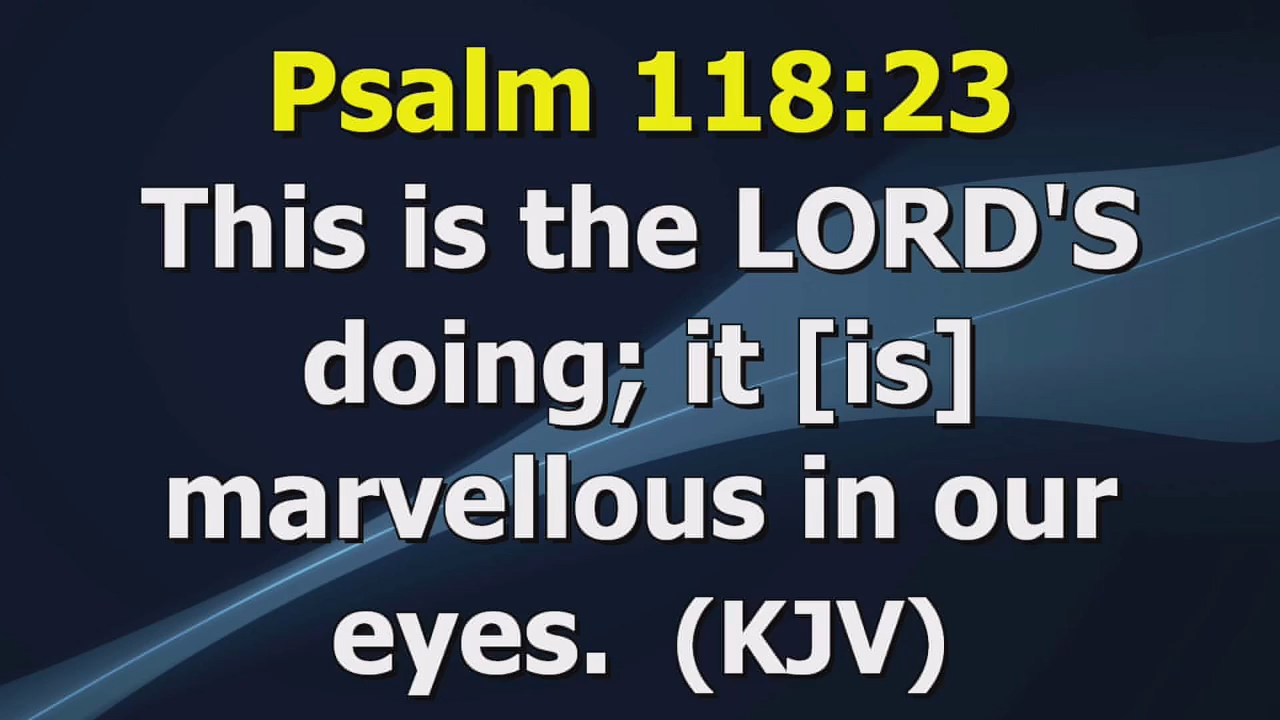 Psalm 118:23
This is the LORD'S
doing; it [is]
marvellous in our
eyes. (KJV)